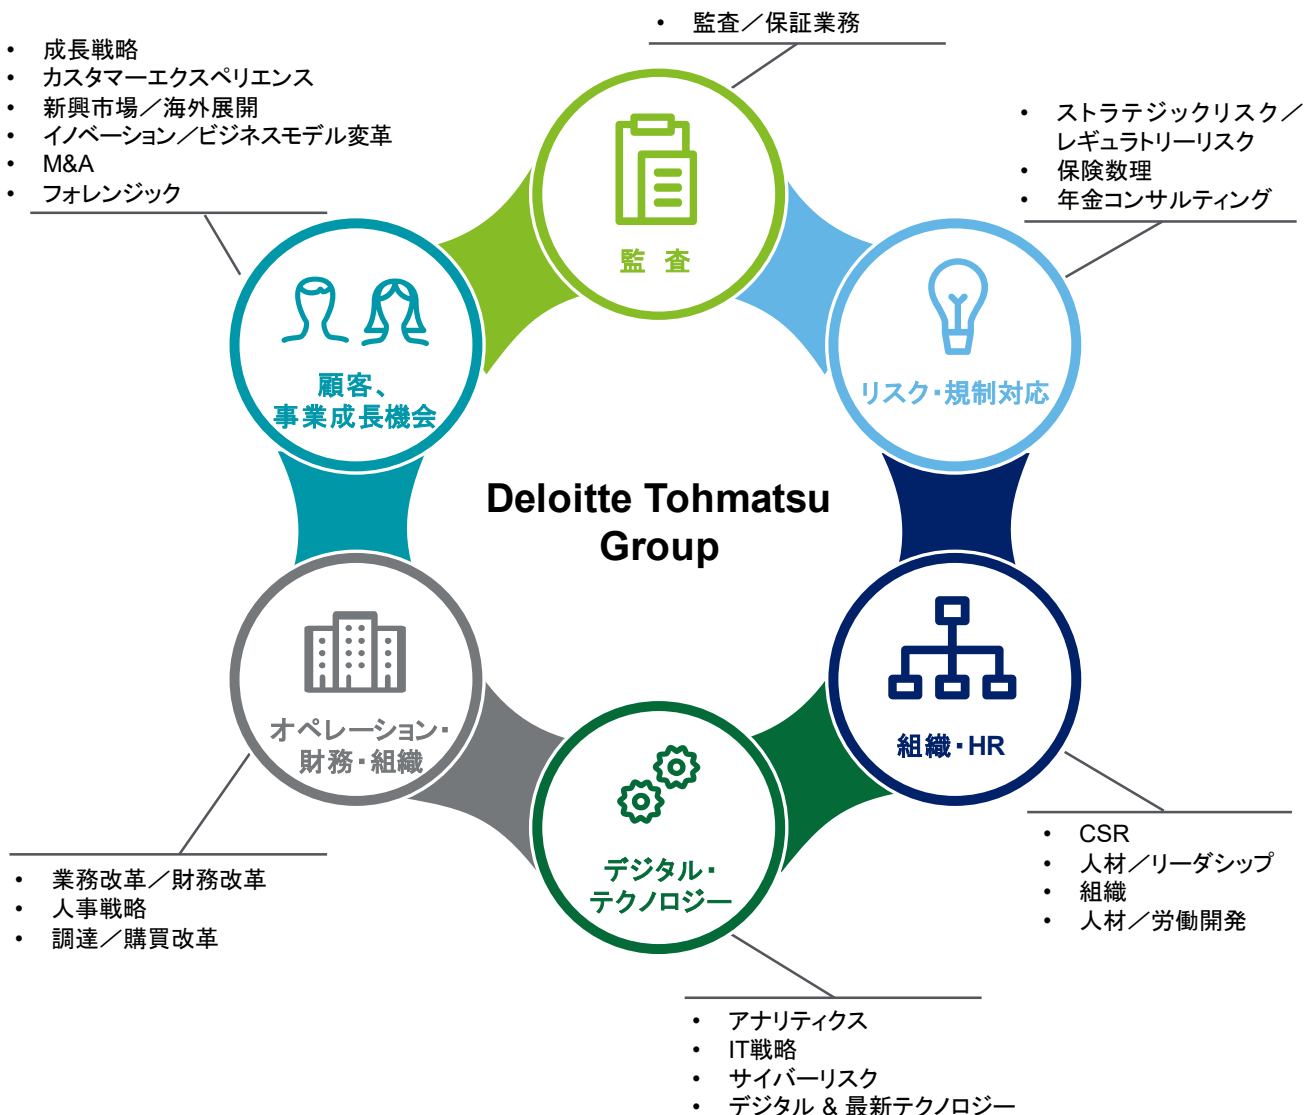 • 監査／保証業務
• 成長戦略
• カスタマーエクスペリエンス
• 新興市場／海外展開
• イノベーション／ビジネスモデル変革
• M&A
• フォレンジック
• ストラテジックリスク／
レギュラトリーリスク
• 保険数理
• 年金コンサルティング
監 査
顧客、
事業成長機会
リスク・規制対応
Deloitte Tohmatsu
Group
オペレーション・
財務・組織
組織・HR
デジタル・
テクノロジー
• 業務改革／財務改革
• 人事戦略
• 調達／購買改革
• CSR
• 人材／リーダシップ
• 組織
• 人材／労働開発
• アナリティクス
• IT戦略
• サイバーリスク
• デジタル & 最新テクノロジー